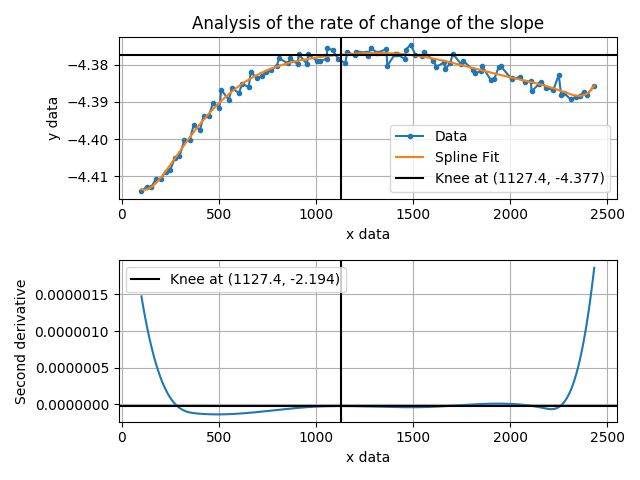 Analysis of the rate of change of the slope
−4.38
−4.39
−4.40
−4.41
y data
Data
Spline Fit
Knee at (1127.4, -4.377)
0
500
1000
1500
2000
2500
x data
Knee at (1127.4, -2.194)
0.0000015
0.0000010
0.0000005
0.0000000
Second derivative
0
500
1000
1500
2000
2500
x data